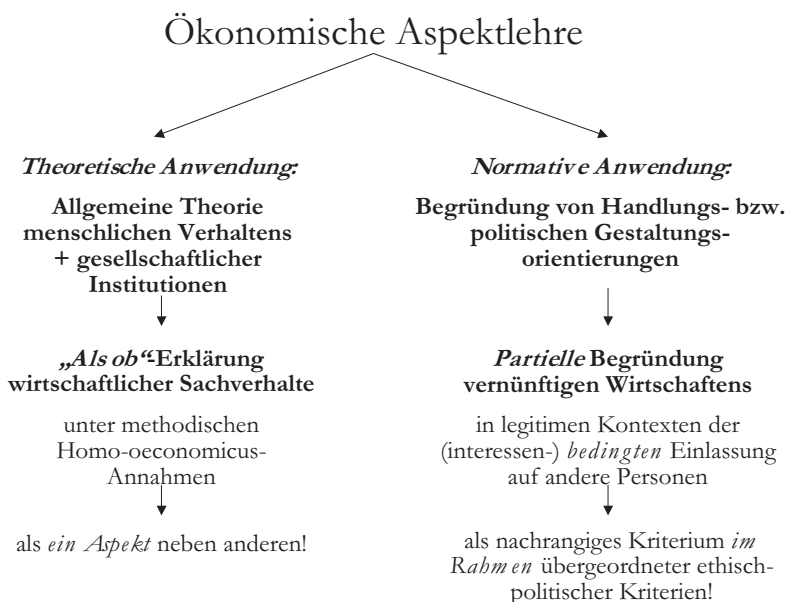 Ökonomische Aspektlehre
Theoretische Anwendung:
Allgemeine Theorie
menschlichen Verhaltens
+ gesellschaftlicher
Institutionen
„Als ob“-Erklärung
wirtschaftlicher Sachverhalte
unter methodischen
Homo-oeconomicus-
Annahmen
als ein Aspekt neben anderen!
Normative Anwendung:
Begründung von Handlungs- bzw.
politischen Gestaltungs-
orientierungen
Partielle Begründung
vernünftigen Wirtschaftens
in legitimen Kontexten der
(interessen-) bedingten Einlassung
auf andere Personen
als nachrangiges Kriterium im
Rahmen übergeordneter ethisch-
politischer Kriterien!